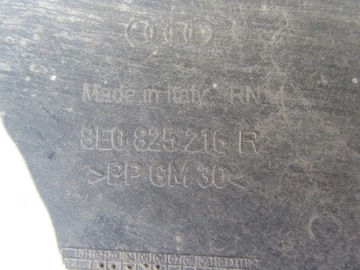 Made in Italy RN
8E0 825 216 R
>PP GM 30<